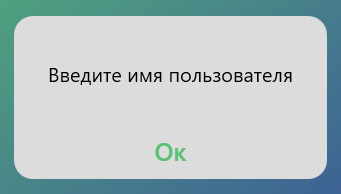 Введите имя пользователя
Ок